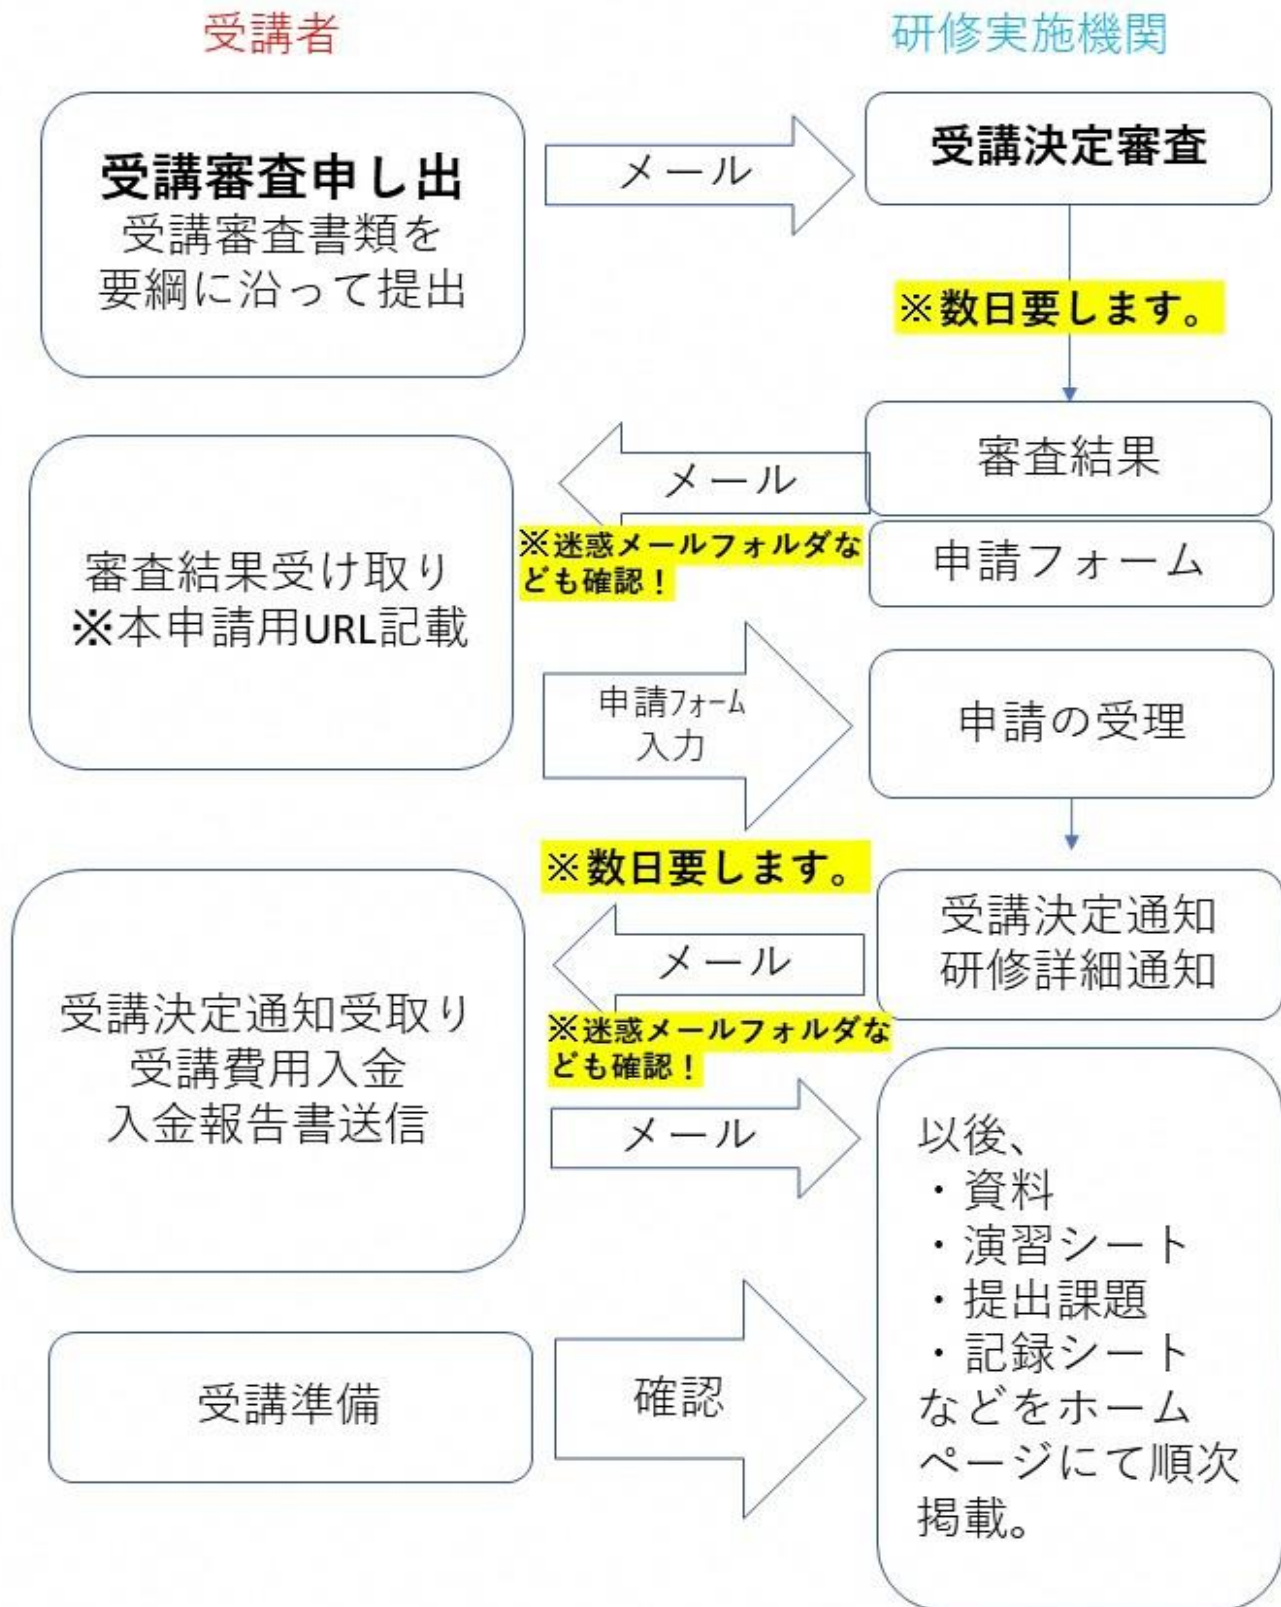 受講者
研修実施機関
受講審査申し出
受講審査書類を
要綱に沿って提出
メール
受講決定審査
※数日要します。
審査結果
メール
※迷惑メールフォルダな
ども確認！
申請フォーム
審査結果受け取り
※本申請用URL記載
申請フォーム
入力
申請の受理
※数日要します。
受講決定通知
研修詳細通知
メール
※迷惑メールフォルダな
ども確認！
受講決定通知受取り
受講費用入金
入金報告書送信
メール
以後、
・資料
・演習シート
・提出課題
・記録シート
などをホーム
ページにて順次
掲載。
受講準備
確認